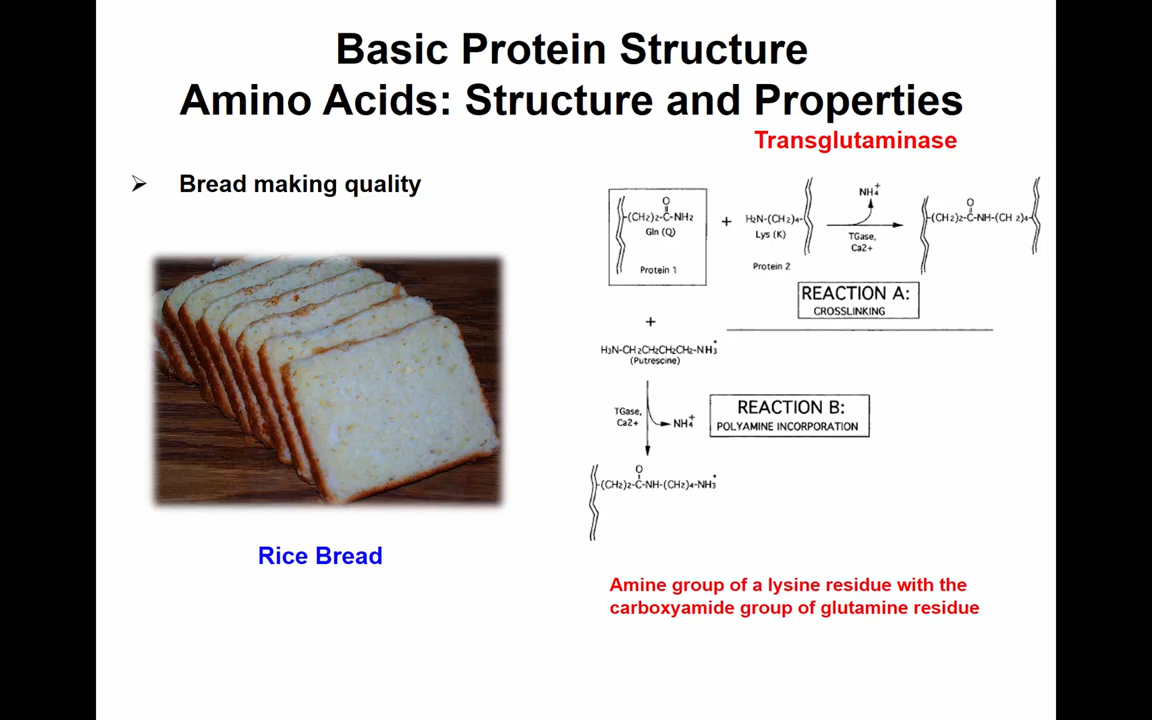 Basic Protein Structure
Amino Acids: Structure and Properties
Transglutaminase
➢ Bread making quality
Rice Bread
O
-(CH2)2-C-NH2
Gln (Q)
Protein 1
+
H2N-(CH2)4-
Lys (K)
Protein 2
NH4+
TGase,
Ca2+
O
-(CH2)2-C-NH-(CH2)4-
REACTION A:
CROSSLINKING
+
H3N-CH2CH2CH2CH2-NH3+
(Putrescine)
TGase,
Ca2+
NH4+
REACTION B:
POLYAMINE INCORPORATION
O
-(CH2)2-C-NH-(CH2)4-NH3+
Amine group of a lysine residue with the
carboxyamide group of glutamine residue